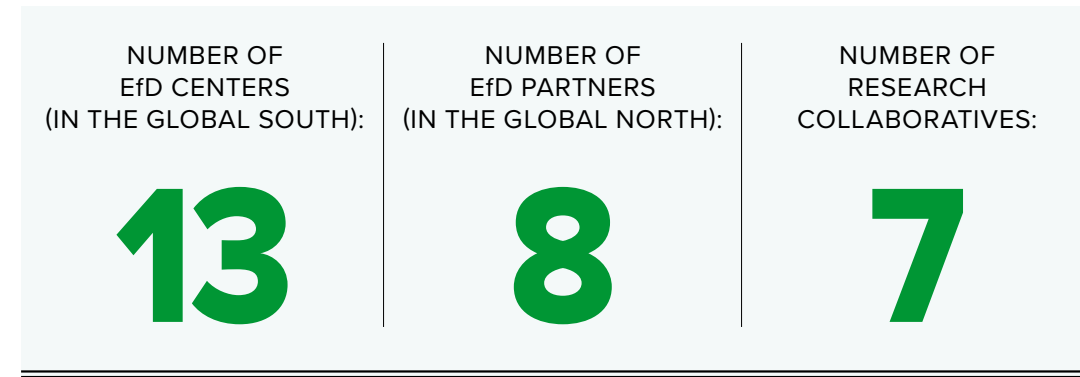 NUMBER OF
EfD CENTERS
(IN THE GLOBAL SOUTH):
13
NUMBER OF
EfD PARTNERS
(IN THE GLOBAL NORTH):
8
NUMBER OF
RESEARCH
COLLABORATIVES:
7